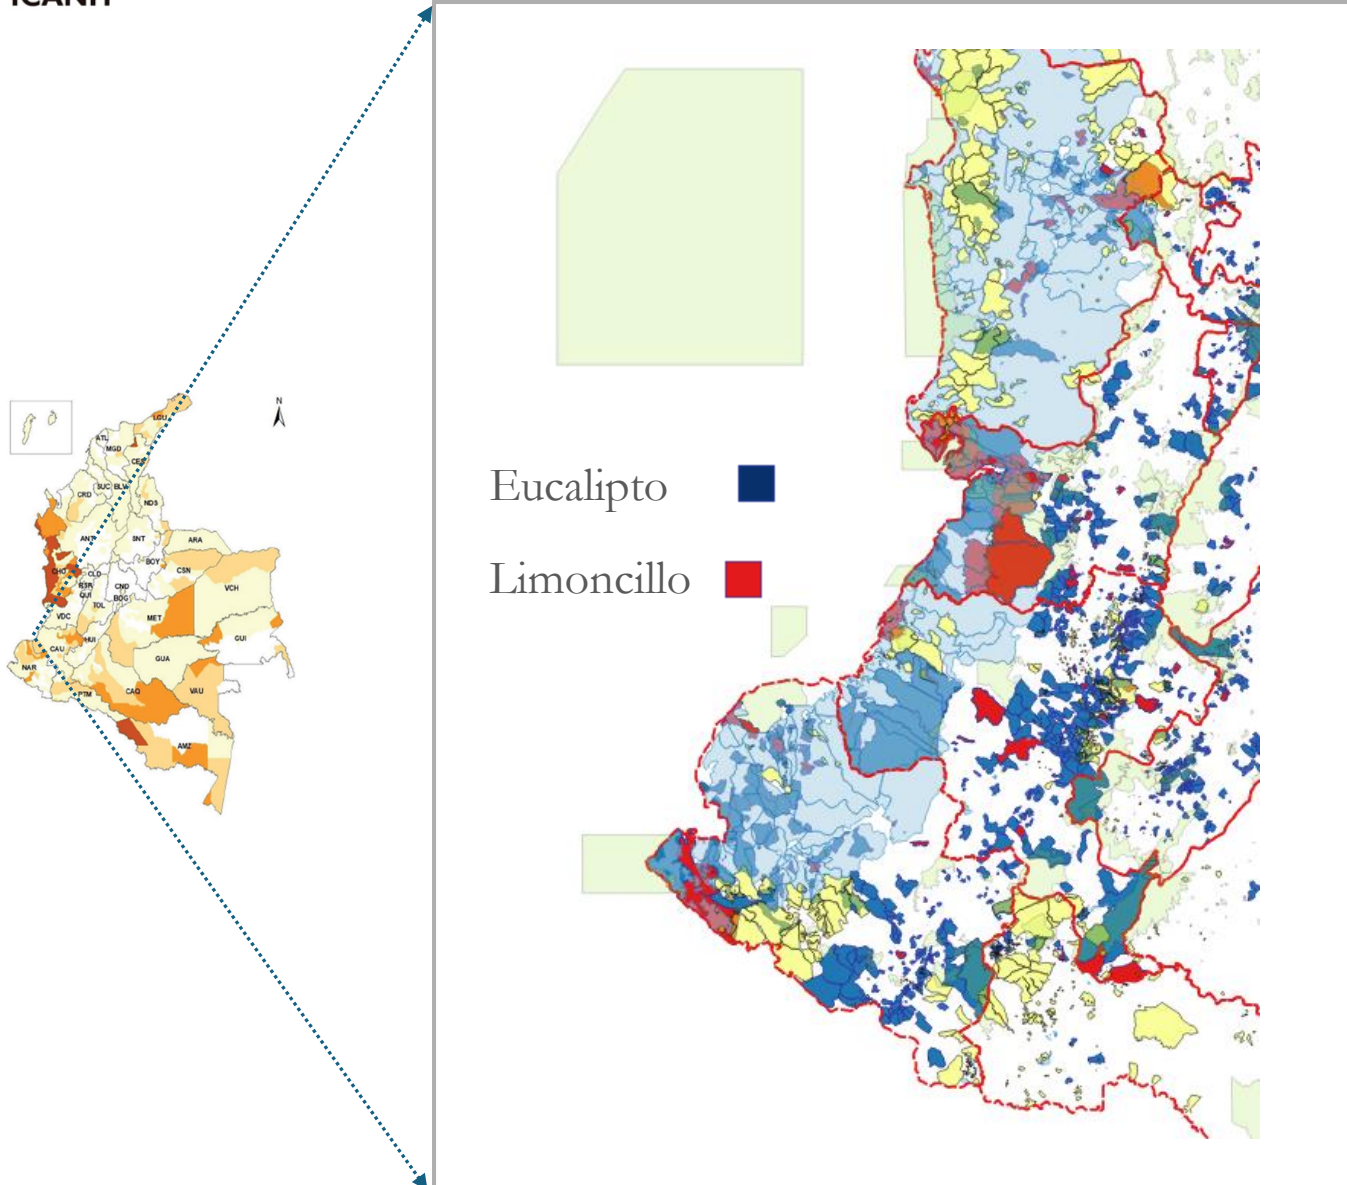 ICANH
N
LGU
ATL
MGD
CES
SUC
BLV
CRD
NDS
ANT
SNT
ARA
BOY
CSN
CHO
CLD
RSR
QUI
CND
BOG
VCH
TOL
MET
VDC
HUI
GUI
CAU
GUA
NAR
PTM
CAQ
VAU
AMZ
Eucalipto
Limoncillo